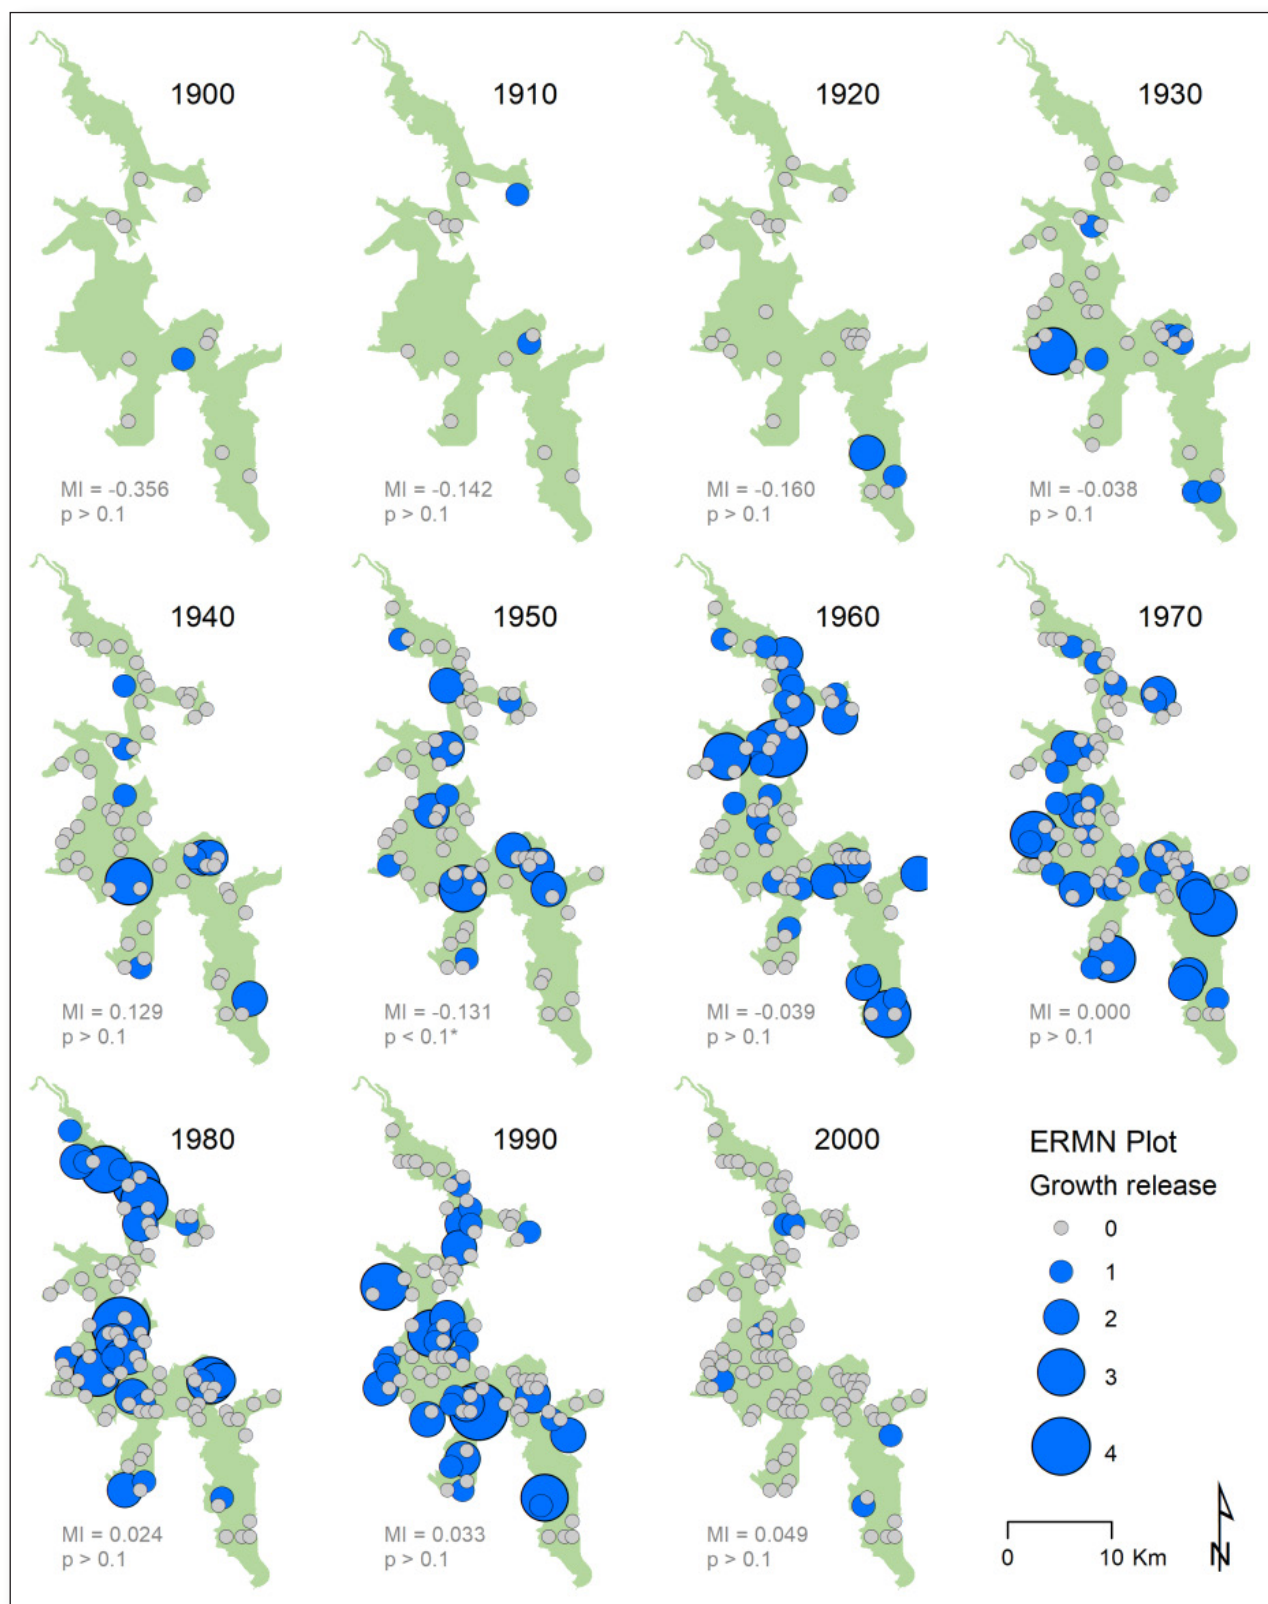 1900
MI = -0.356
p > 0.1
1910
MI = -0.142
p > 0.1
1920
MI = -0.160
p > 0.1
1930
MI = -0.038
p > 0.1
1940
MI = 0.129
p > 0.1
1950
MI = -0.131
p < 0.1*
1960
MI = -0.039
p > 0.1
1970
MI = 0.000
p > 0.1
1980
MI = 0.024
p > 0.1
1990
MI = 0.033
p > 0.1
2000
MI = 0.049
p > 0.1
ERMN Plot
Growth release
0
1
2
3
4
0 10 Km
N